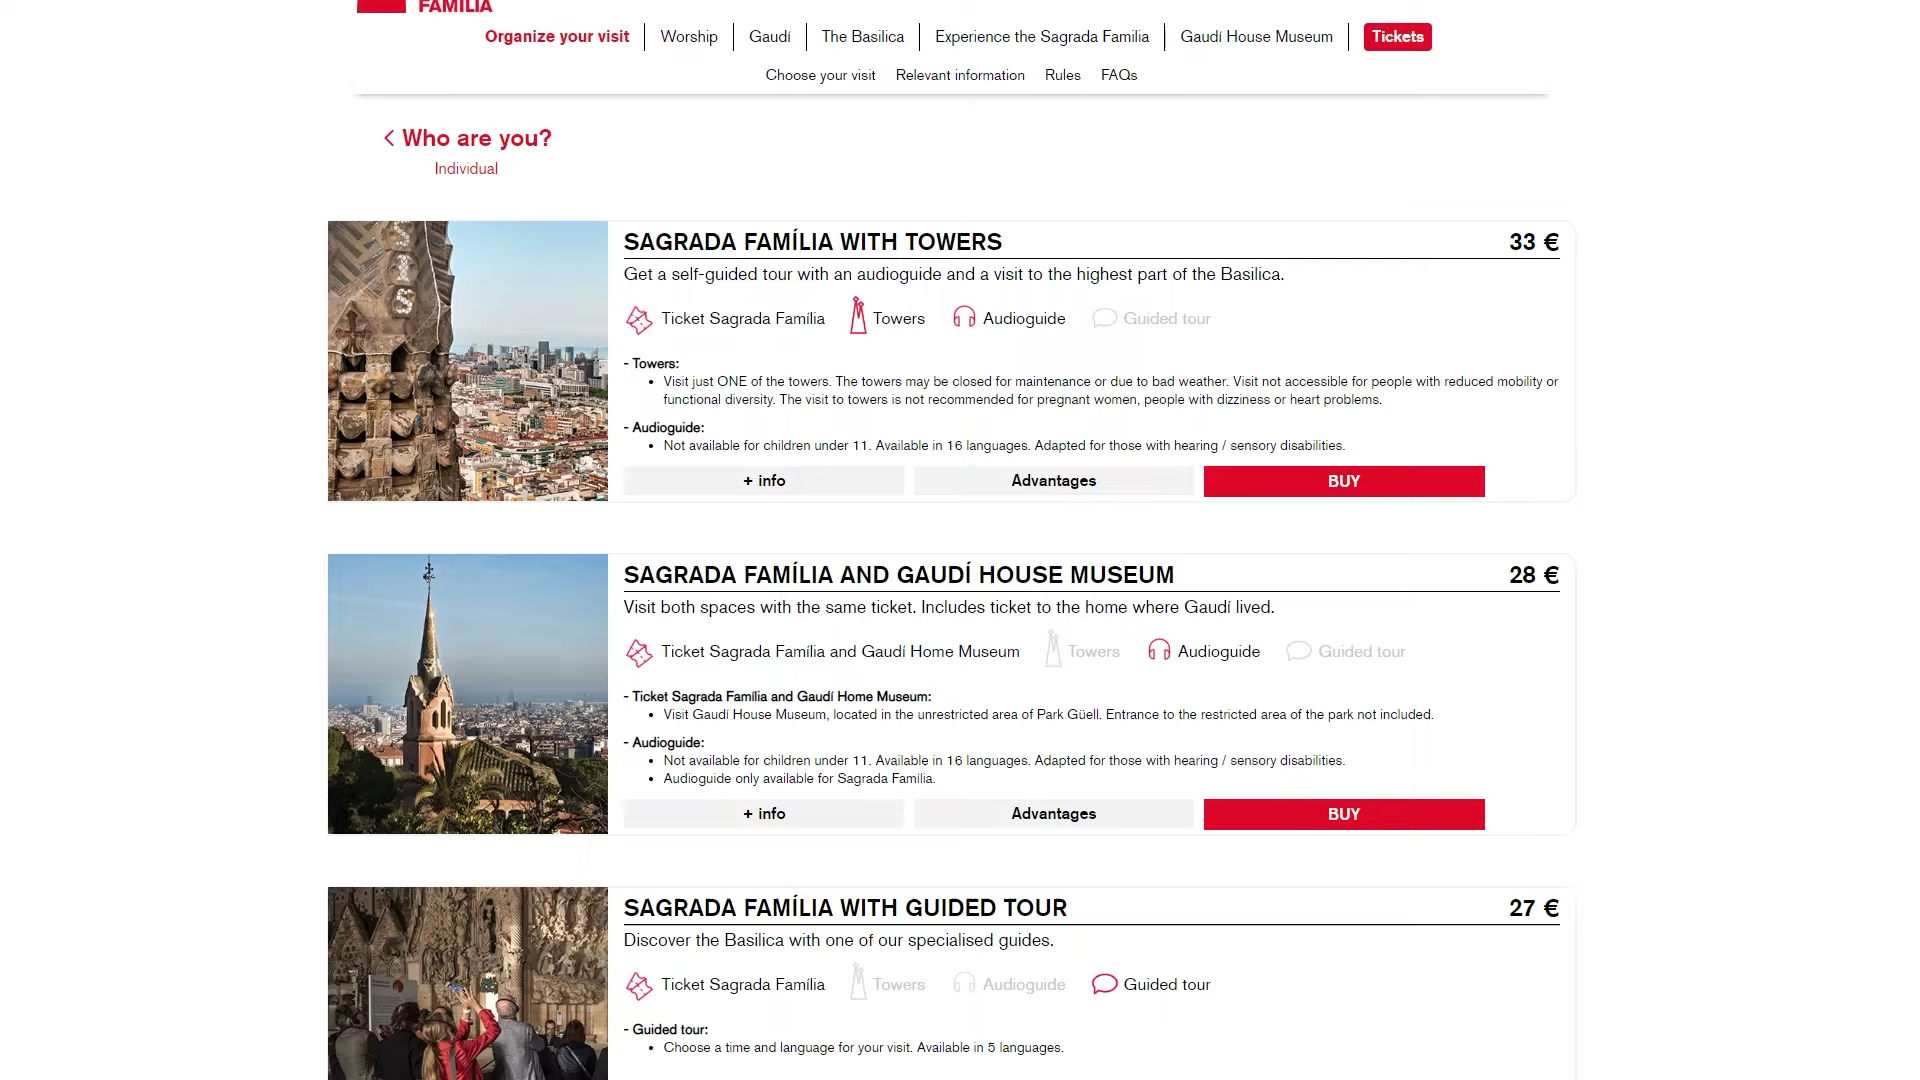 FAMÍLIA
Organize your visit
Worship
Gaudí
The Basilica
Experience the Sagrada Familia
Gaudí House Museum
Tickets
Choose your visit
Relevant information
Rules
FAQs
Who are you?
Individual
SAGRADA FAMÍLIA WITH TOWERS
33 €
Get a self-guided tour with an audioguide and a visit to the highest part of the Basilica.
Ticket Sagrada Família
Towers
Audioguide
Guided tour
- Towers:
• Visit just ONE of the towers. The towers may be closed for maintenance or due to bad weather. Visit not accessible for people with reduced mobility or
functional diversity. The visit to towers is not recommended for pregnant women, people with dizziness or heart problems.
- Audioguide:
• Not available for children under 11. Available in 16 languages. Adapted for those with hearing / sensory disabilities.
+ info
Advantages
BUY
SAGRADA FAMÍLIA AND GAUDÍ HOUSE MUSEUM
28 €
Visit both spaces with the same ticket. Includes ticket to the home where Gaudí lived.
Ticket Sagrada Família and Gaudí Home Museum
Towers
Audioguide
Guided tour
- Ticket Sagrada Família and Gaudí Home Museum:
• Visit Gaudí House Museum, located in the unrestricted area of Park Güell. Entrance to the restricted area of the park not included.
- Audioguide:
• Not available for children under 11. Available in 16 languages. Adapted for those with hearing / sensory disabilities.
• Audioguide only available for Sagrada Família.
+ info
Advantages
BUY
SAGRADA FAMÍLIA WITH GUIDED TOUR
27 €
Discover the Basilica with one of our specialised guides.
Ticket Sagrada Família
Towers
Audioguide
Guided tour
- Guided tour:
• Choose a time and language for your visit. Available in 5 languages.